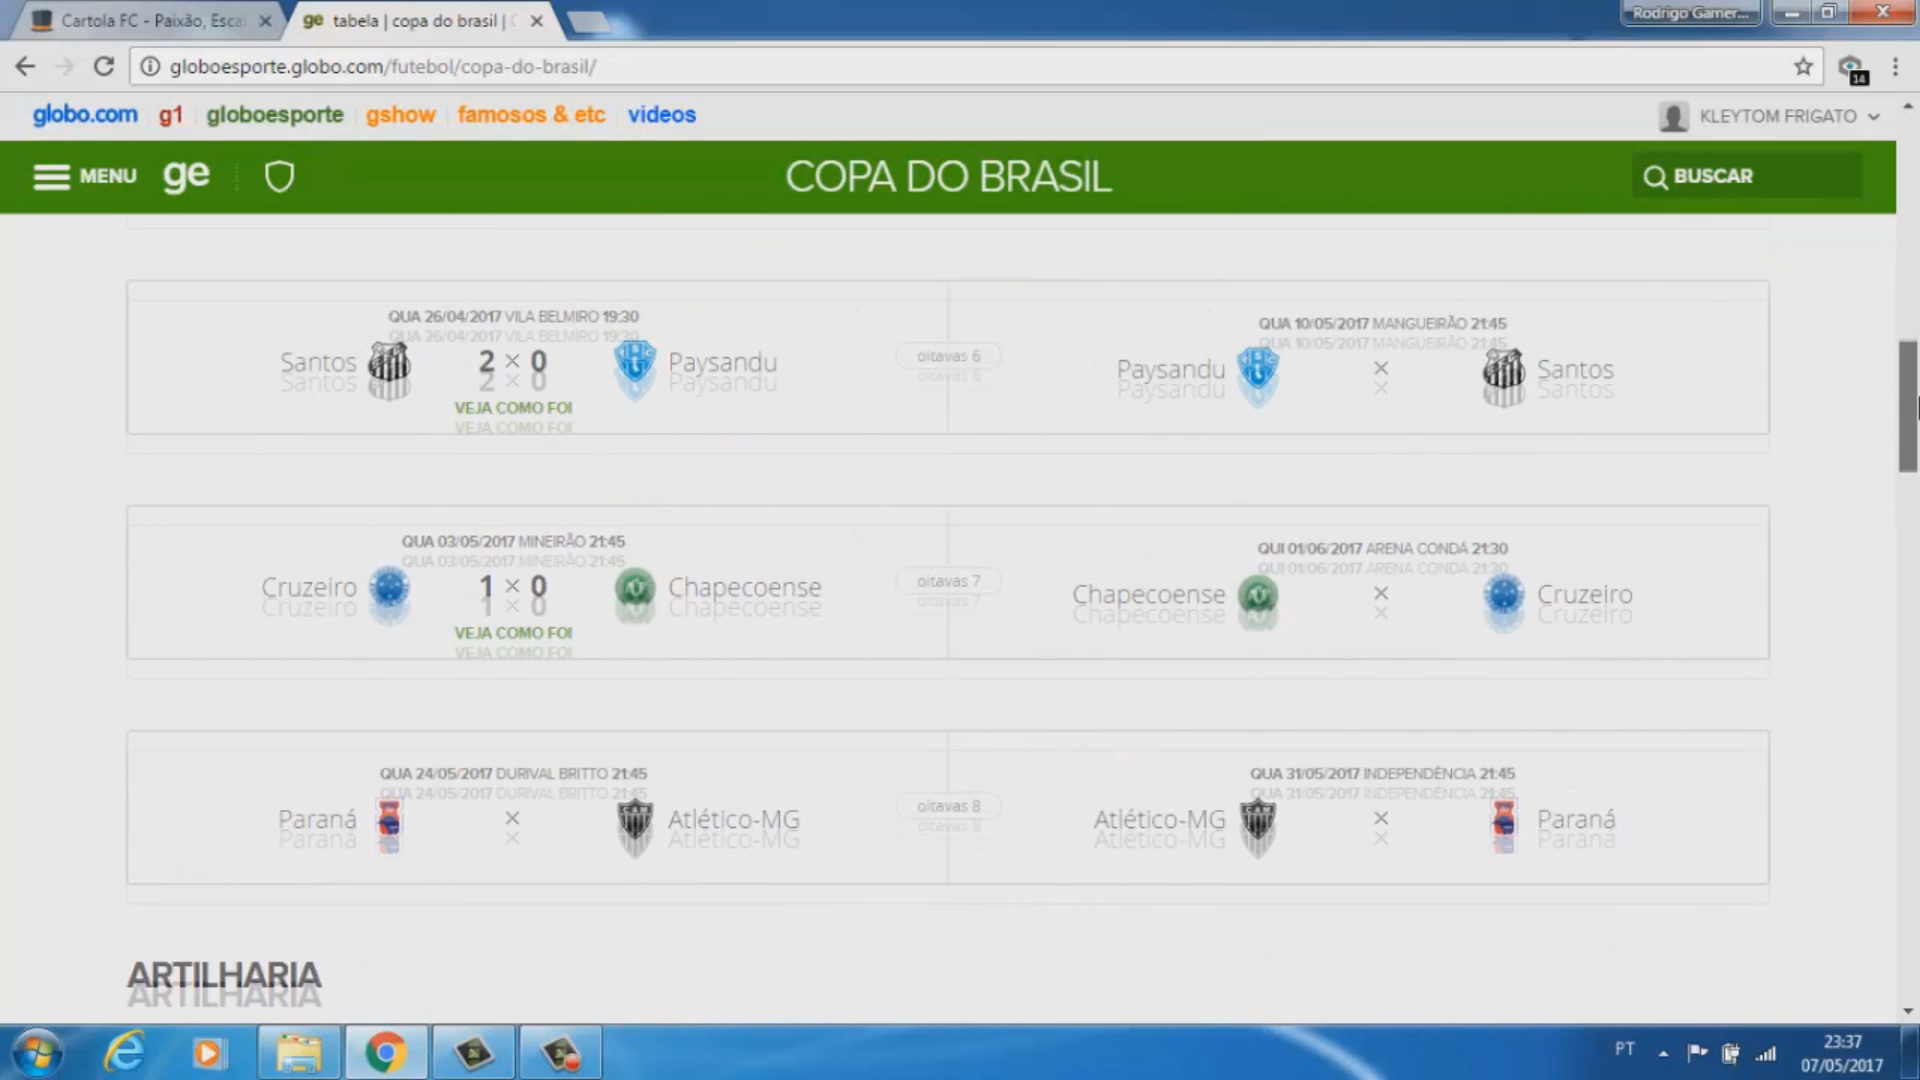 Cartola FC - Paixão, Esca
ge tabela | copa do brasil |
Rodrigo Gamer...
globoesporte.globo.com/futebol/copa-do-brasil/
14
globo.com g1 globoesporte gshow famosos & etc videos
KLEYTOM FRIGATO
MENU ge COPA DO BRASIL BUSCAR
QUA 26/04/2017 VILA BELMIRO 19:30
Santos 2 × 0 Paysandu
VEJA COMO FOI
oitavas 6
QUA 10/05/2017 MANGUEIRÃO 21:45
Paysandu × Santos
QUA 03/05/2017 MINEIRÃO 21:45
Cruzeiro 1 × 0 Chapecoense
VEJA COMO FOI
oitavas 7
QUI 01/06/2017 ARENA CONDÁ 21:30
Chapecoense × Cruzeiro
QUA 24/05/2017 DURIVAL BRITTO 21:45
Paraná × Atlético-MG
oitavas 8
QUA 31/05/2017 INDEPENDÊNCIA 21:45
Atlético-MG × Paraná
ARTILHARIA
PT
23:37
07/05/2017